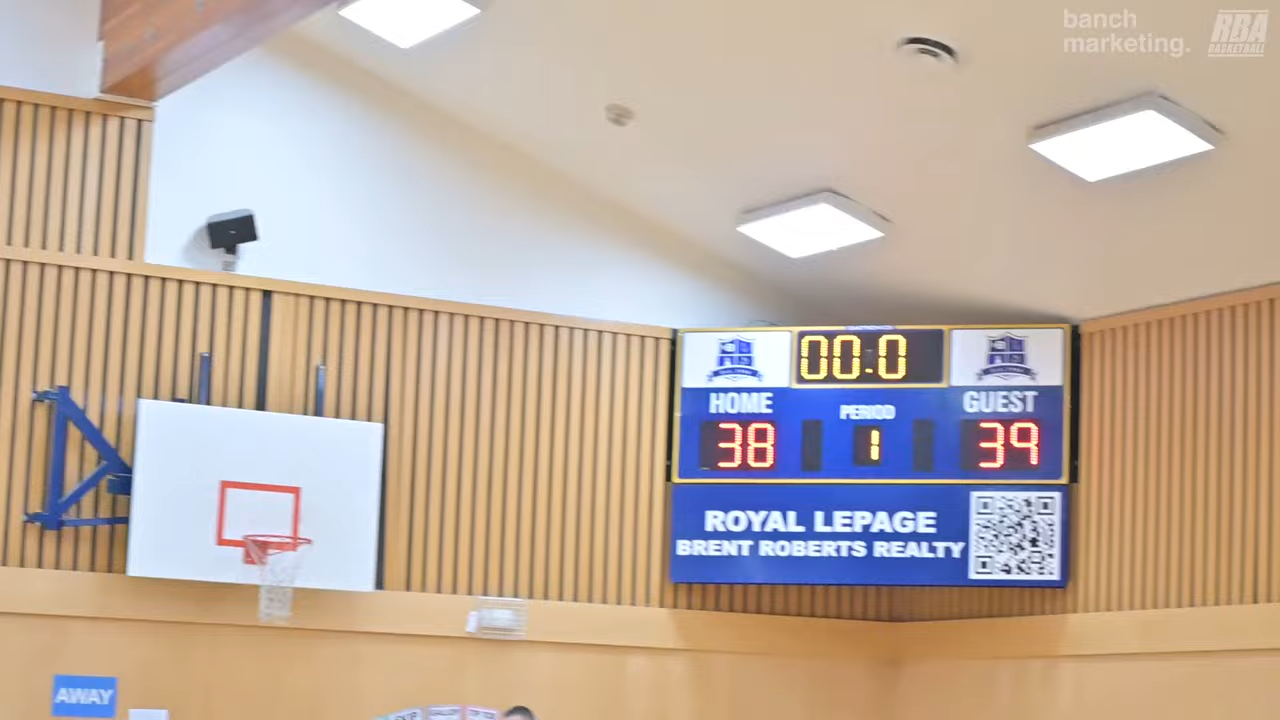 banch
marketing.
RBA
BASKETBALL
00.0
HOME
PERIOD
GUEST
38
1
39
ROYAL LEPAGE
BRENT ROBERTS REALTY
AWAY